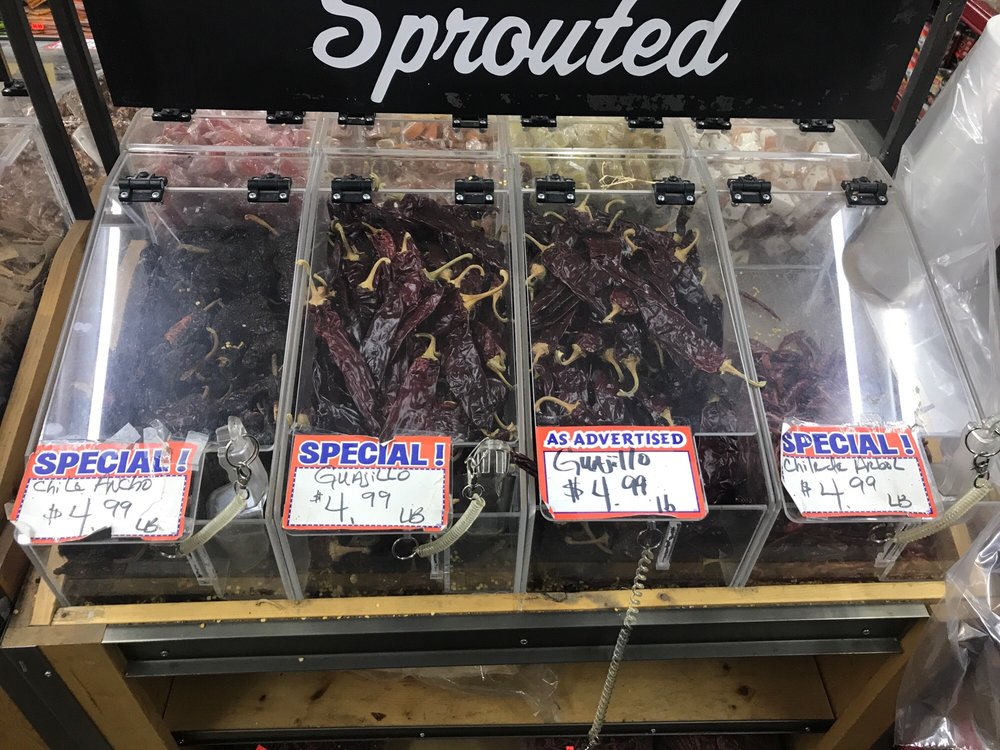 Sprouted
SPECIAL!
Chile Ancho
$4.99
LB
SPECIAL!
GUAJILLO
$4.99
LB
AS ADVERTISED
GuAJillo
$4.99
lb
SPECIAL!
Chile de Arbol
$4.99
LB